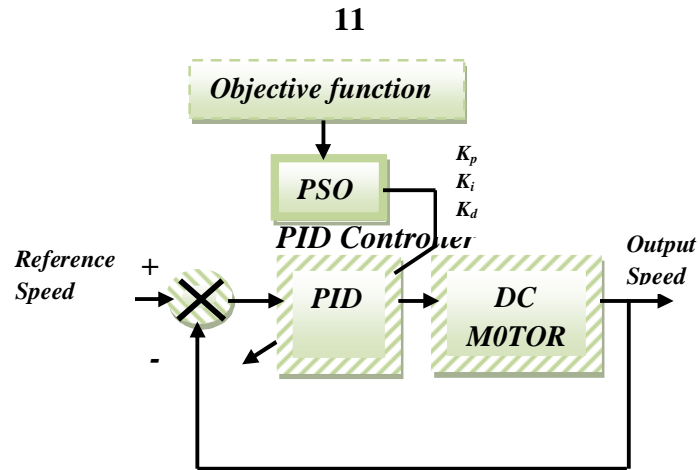 11
Objective function
PSO
Kp
Ki
Kd
PID Controller
Reference
Speed
+
-
PID
DC
M0TOR
Output
Speed